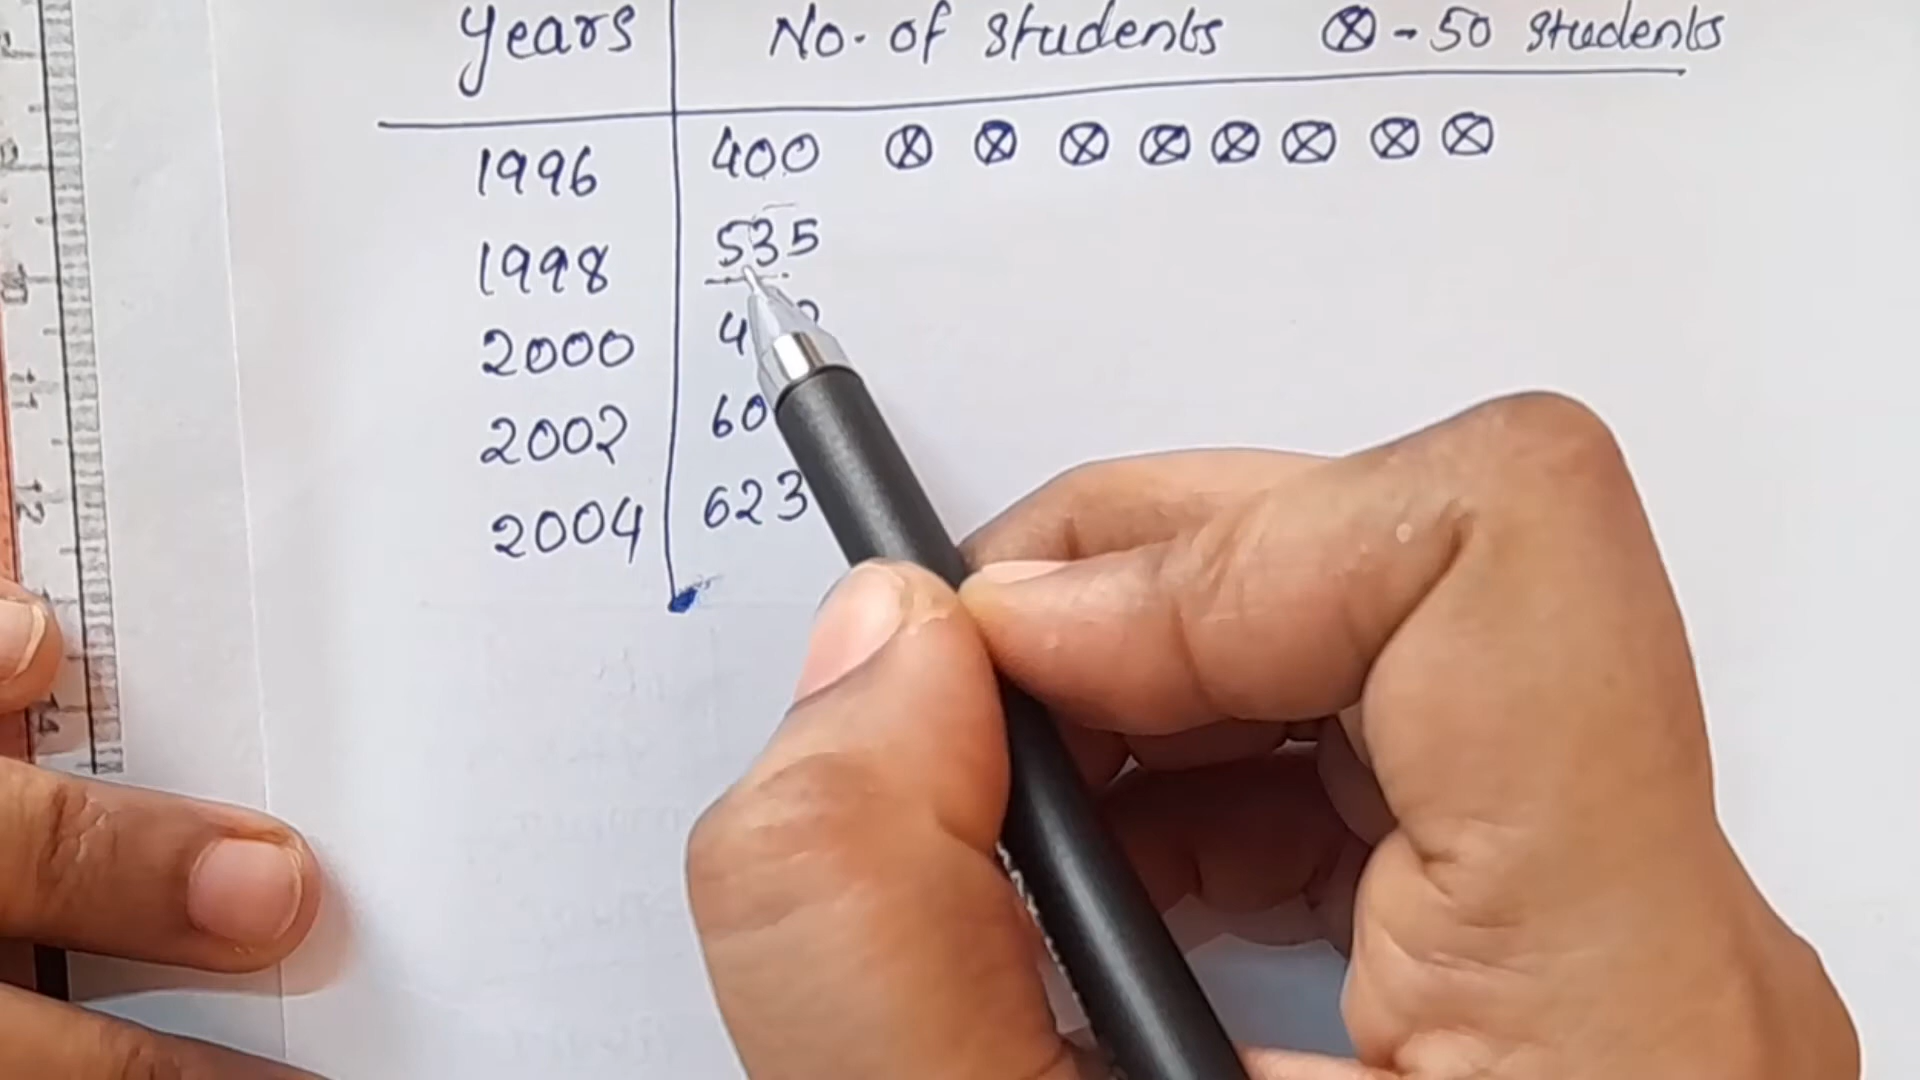 Years No. of students ⊗ - 50 students
1996 400 ⊗ ⊗ ⊗ ⊗ ⊗ ⊗ ⊗ ⊗
1998 535
2000
2002
2004 623